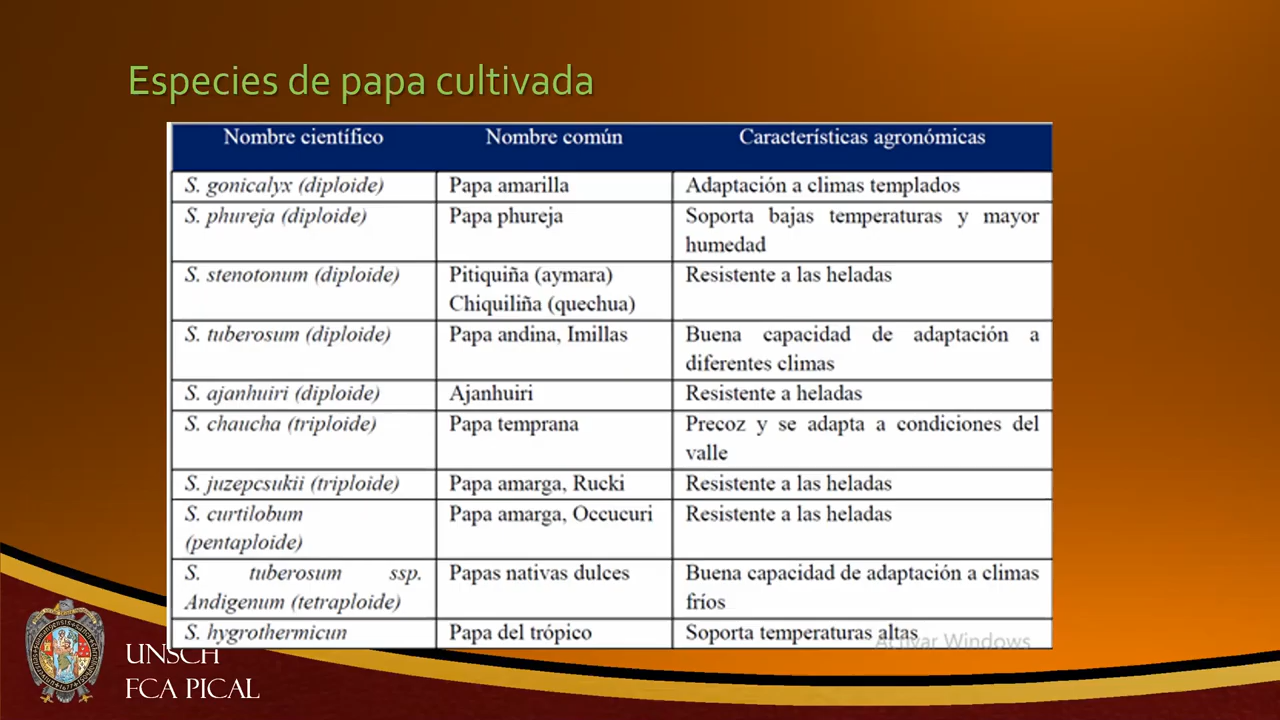 Especies de papa cultivada
Nombre científico Nombre común Características agronómicas
S. gonicalyx (diploide) Papa amarilla Adaptación a climas templados
S. phureja (diploide) Papa phureja Soporta bajas temperaturas y mayor
humedad
S. stenotonum (diploide) Pitiquiña (aymara) Resistente a las heladas
Chiquiliña (quechua)
S. tuberosum (diploide) Papa andina, Imillas Buena capacidad de adaptación a
diferentes climas
S. ajanhuiri (diploide) Ajanhuiri Resistente a heladas
S. chaucha (triploide) Papa temprana Precoz y se adapta a condiciones del
valle
S. juzepcsukii (triploide) Papa amarga, Rucki Resistente a las heladas
S. curtilobum Papa amarga, Occucuri Resistente a las heladas
(pentaploide)
S. tuberosum ssp. Papas nativas dulces Buena capacidad de adaptación a climas
Andigenum (tetraploide) fríos
S. hygrothermicun Papa del trópico Soporta temperaturas altas
Activar Windows
UNSCH
FCA PICAL